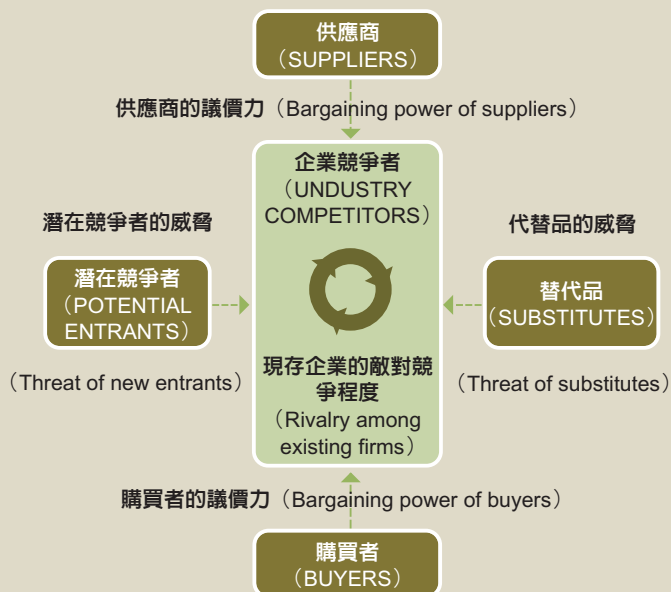 供應商
（SUPPLIERS）
供應商的議價力（Bargaining power of suppliers）
企業競爭者
（UNDUSTRY
COMPETITORS）
潛在競爭者的威脅
代替品的威脅
潛在競爭者
（POTENTIAL
ENTRANTS）
替代品
（SUBSTITUTES）
（Threat of new entrants）
現存企業的敵對競
爭程度
（Rivalry among
existing firms）
（Threat of substitutes）
購買者的議價力（Bargaining power of buyers）
購買者
（BUYERS）